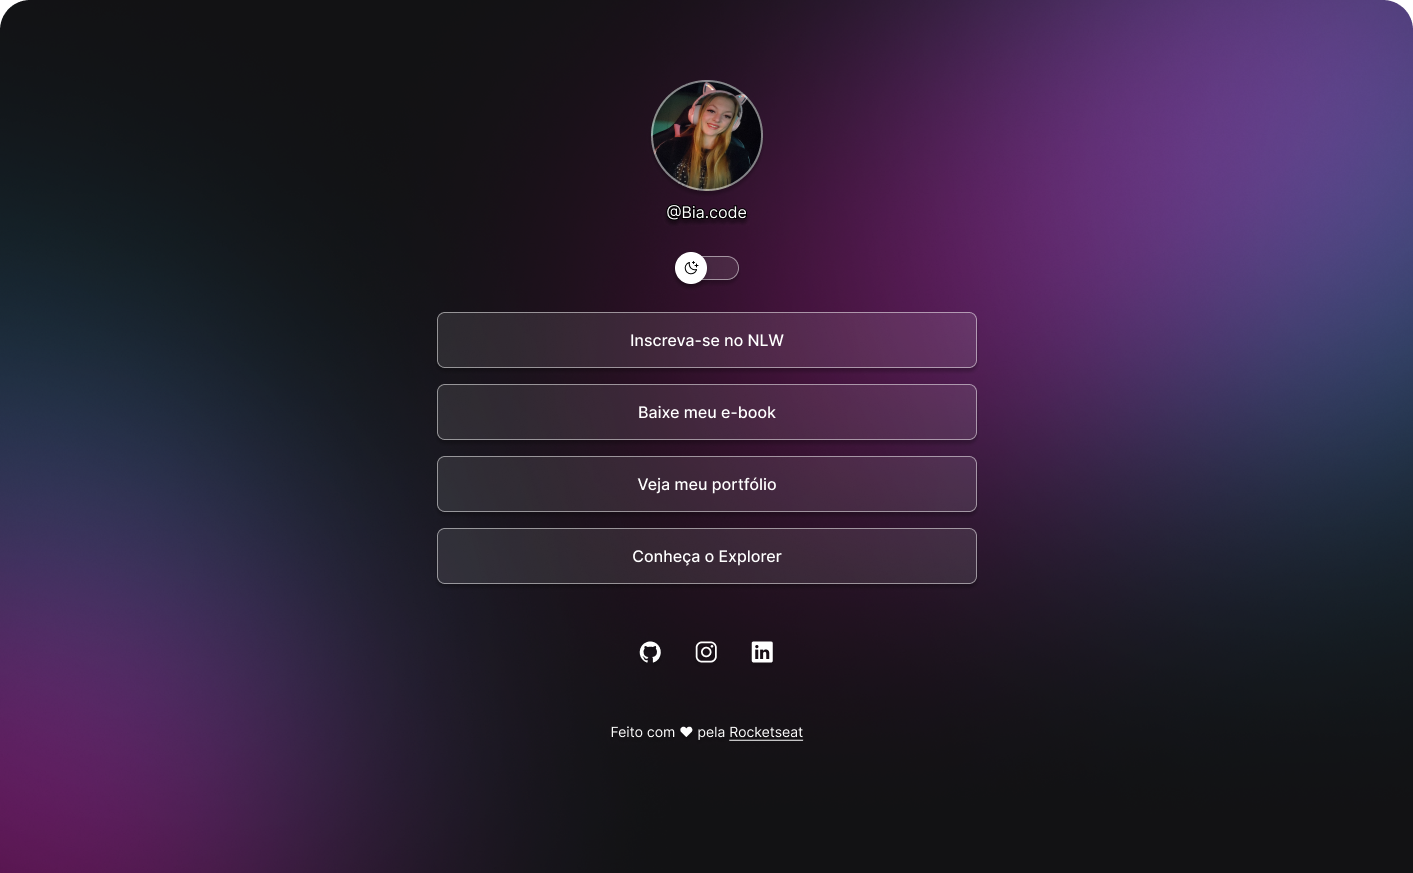 @Bia.code
Inscreva-se no NLW
Baixe meu e-book
Veja meu portfólio
Conheça o Explorer
Feito com ♥ pela Rocketseat